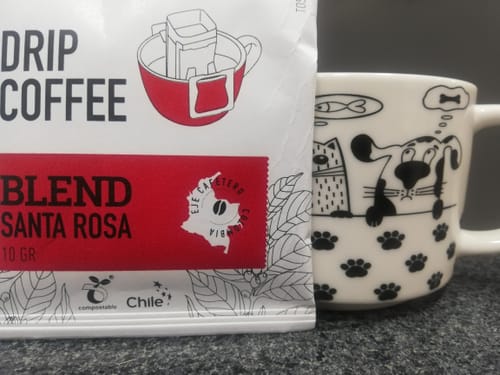 DRIP
COFFEE
BLEND
SANTA ROSA
10 GR
EJE CAFETERO
COLOMBIA
compostable
Chile